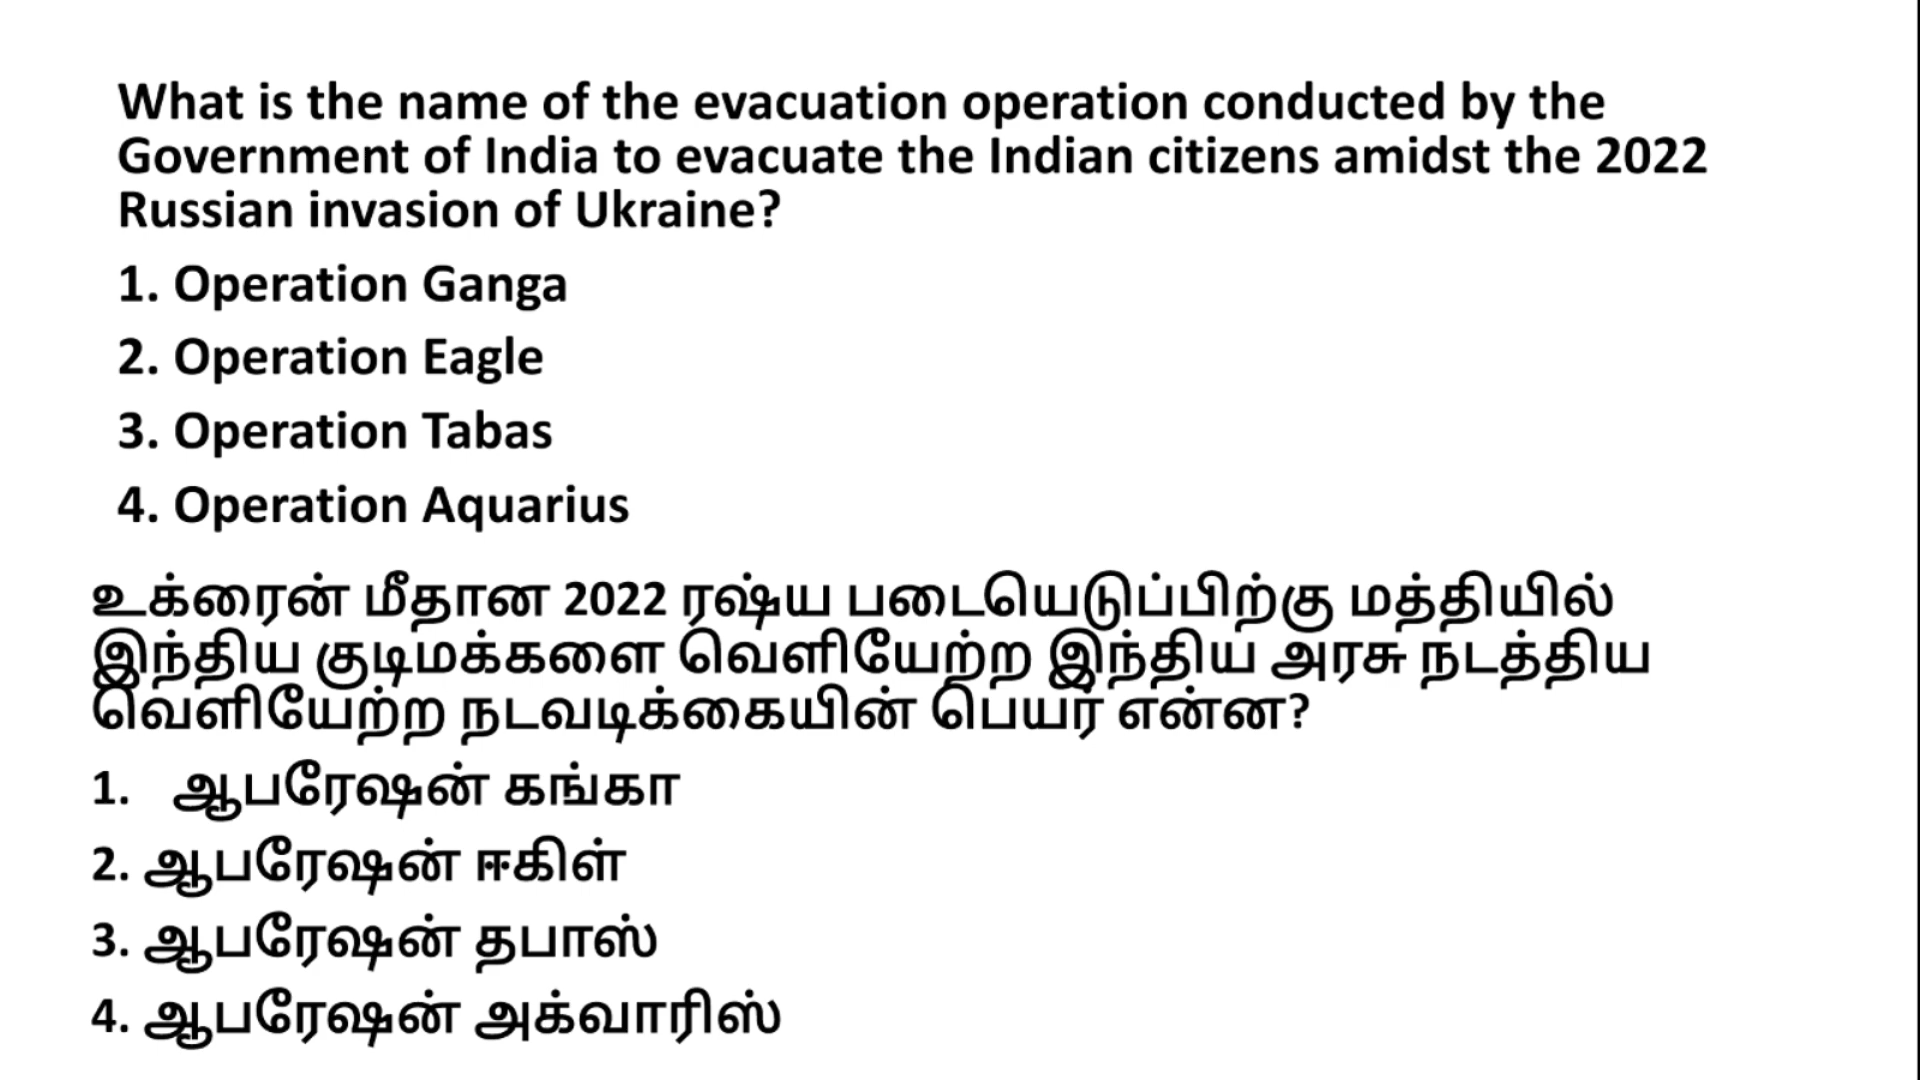 What is the name of the evacuation operation conducted by the
Government of India to evacuate the Indian citizens amidst the 2022
Russian invasion of Ukraine?
1. Operation Ganga
2. Operation Eagle
3. Operation Tabas
4. Operation Aquarius
உக்ரைன் மீதான 2022 ரஷ்ய படையெடுப்பிற்கு மத்தியில்
இந்திய குடிமக்களை வெளியேற்ற இந்திய அரசு நடத்திய
வெளியேற்ற நடவடிக்கையின் பெயர் என்ன?
1. ஆபரேஷன் கங்கா
2. ஆபரேஷன் ஈகிள்
3. ஆபரேஷன் தபாஸ்
4. ஆபரேஷன் அக்வாரிஸ்